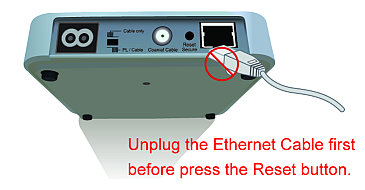 Cable only
PL / Cable
Coaxial Cable
Reset
Secure
Unplug the Ethernet Cable first
before press the Reset button.